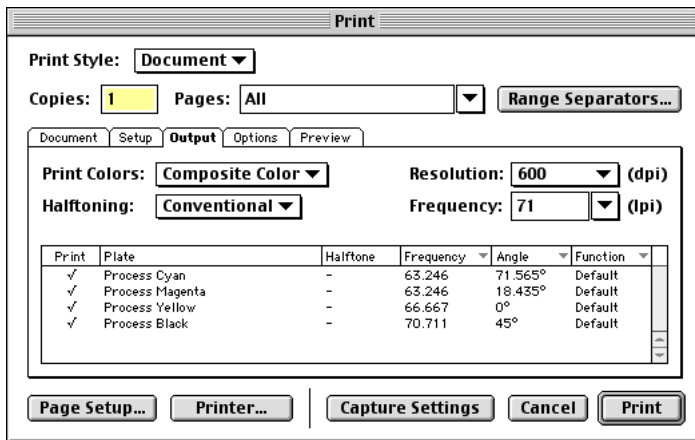 Print
Print Style: Document
Copies: 1 Pages: All Range Separators...
Document Setup Output Options Preview
Print Colors: Composite Color Resolution: 600 (dpi)
Halftoning: Conventional Frequency: 71 (lpi)
Print Plate Halftone Frequency Angle Function
√ Process Cyan – 63.246 71.565° Default
√ Process Magenta – 63.246 18.435° Default
√ Process Yellow – 66.667 0° Default
√ Process Black – 70.711 45° Default
Page Setup... Printer... Capture Settings Cancel Print